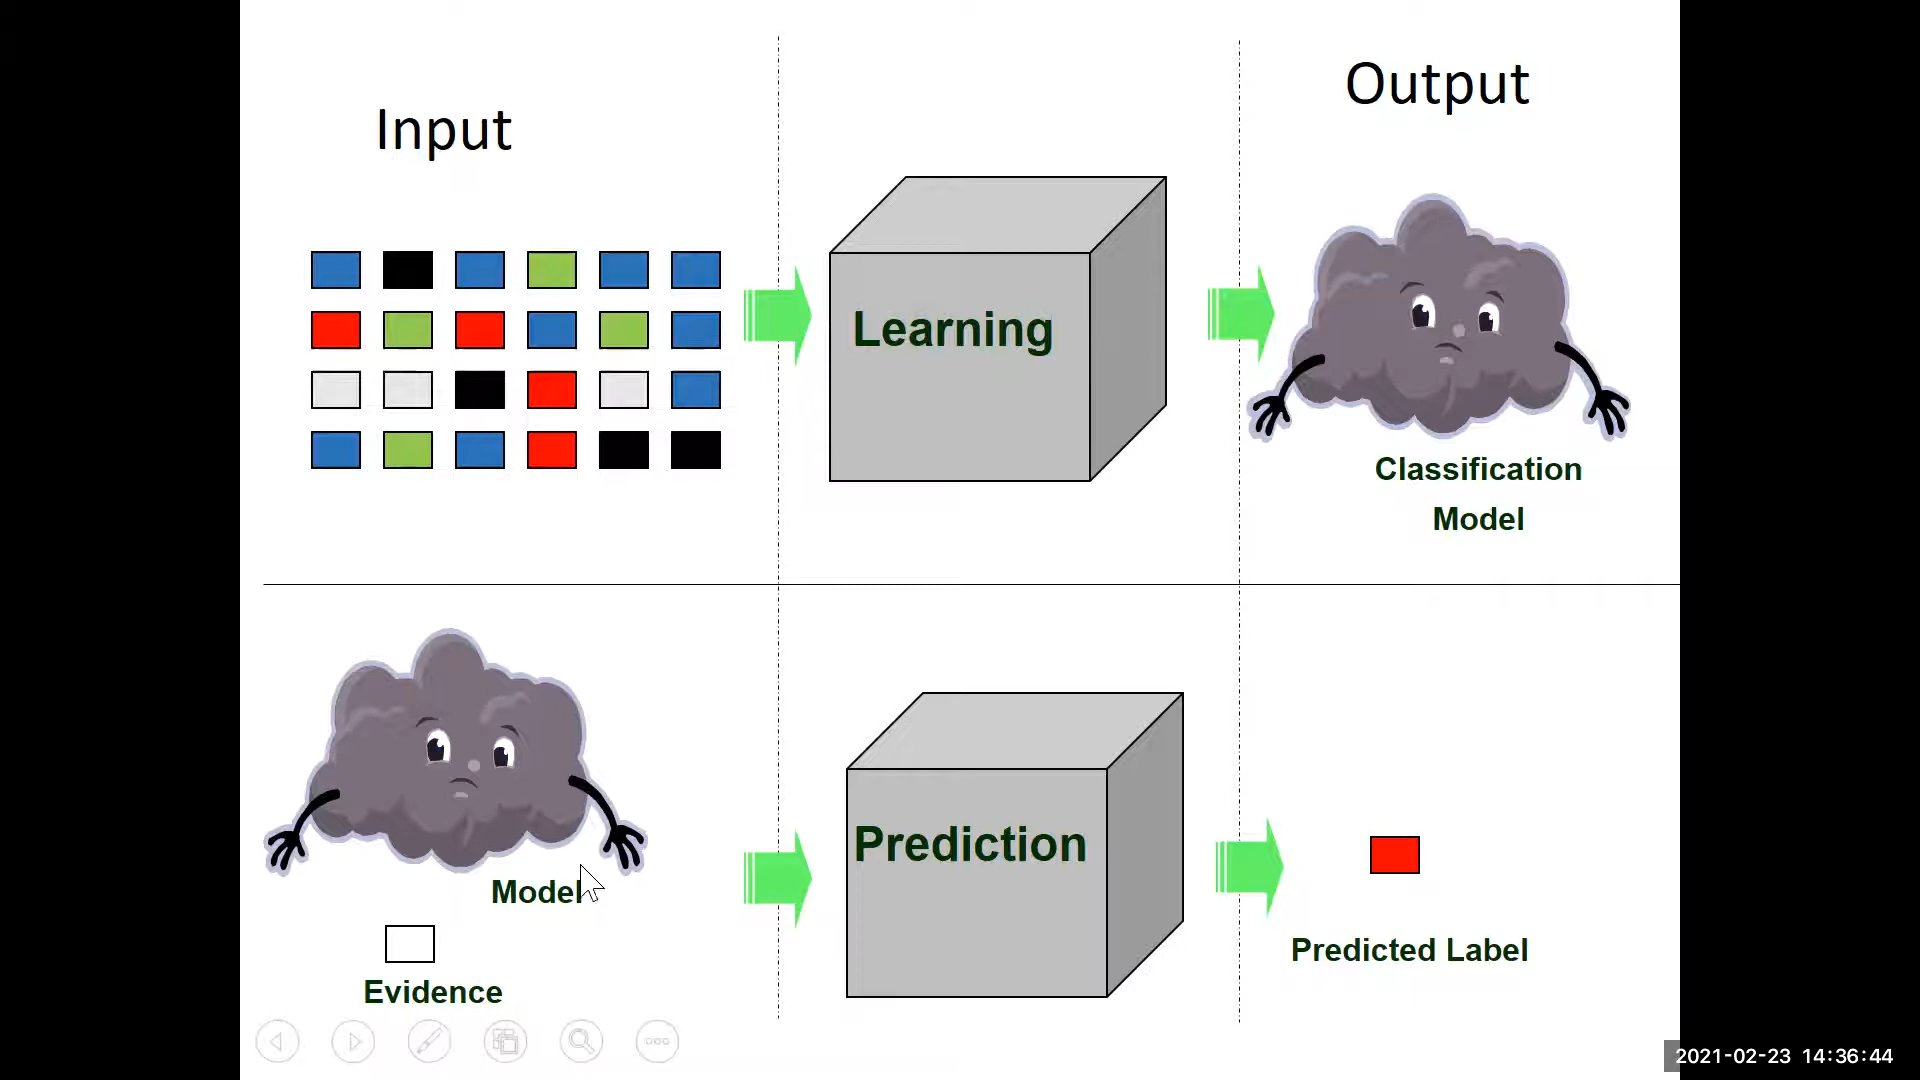 Input
Output
Learning
Classification
Model
Model
Prediction
Evidence
Predicted Label
2021-02-23 14:36:44